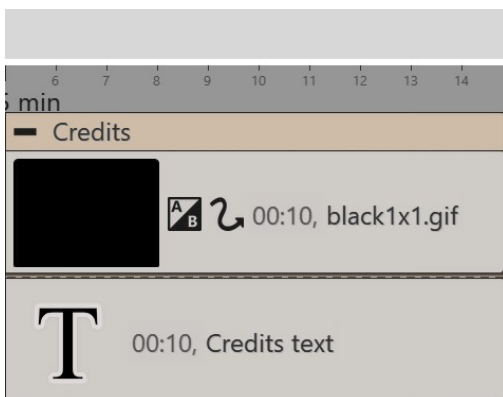 6 7 8 9 10 11 12 13 14
min
Credits
A B 00:10, black1x1.gif
T 00:10, Credits text